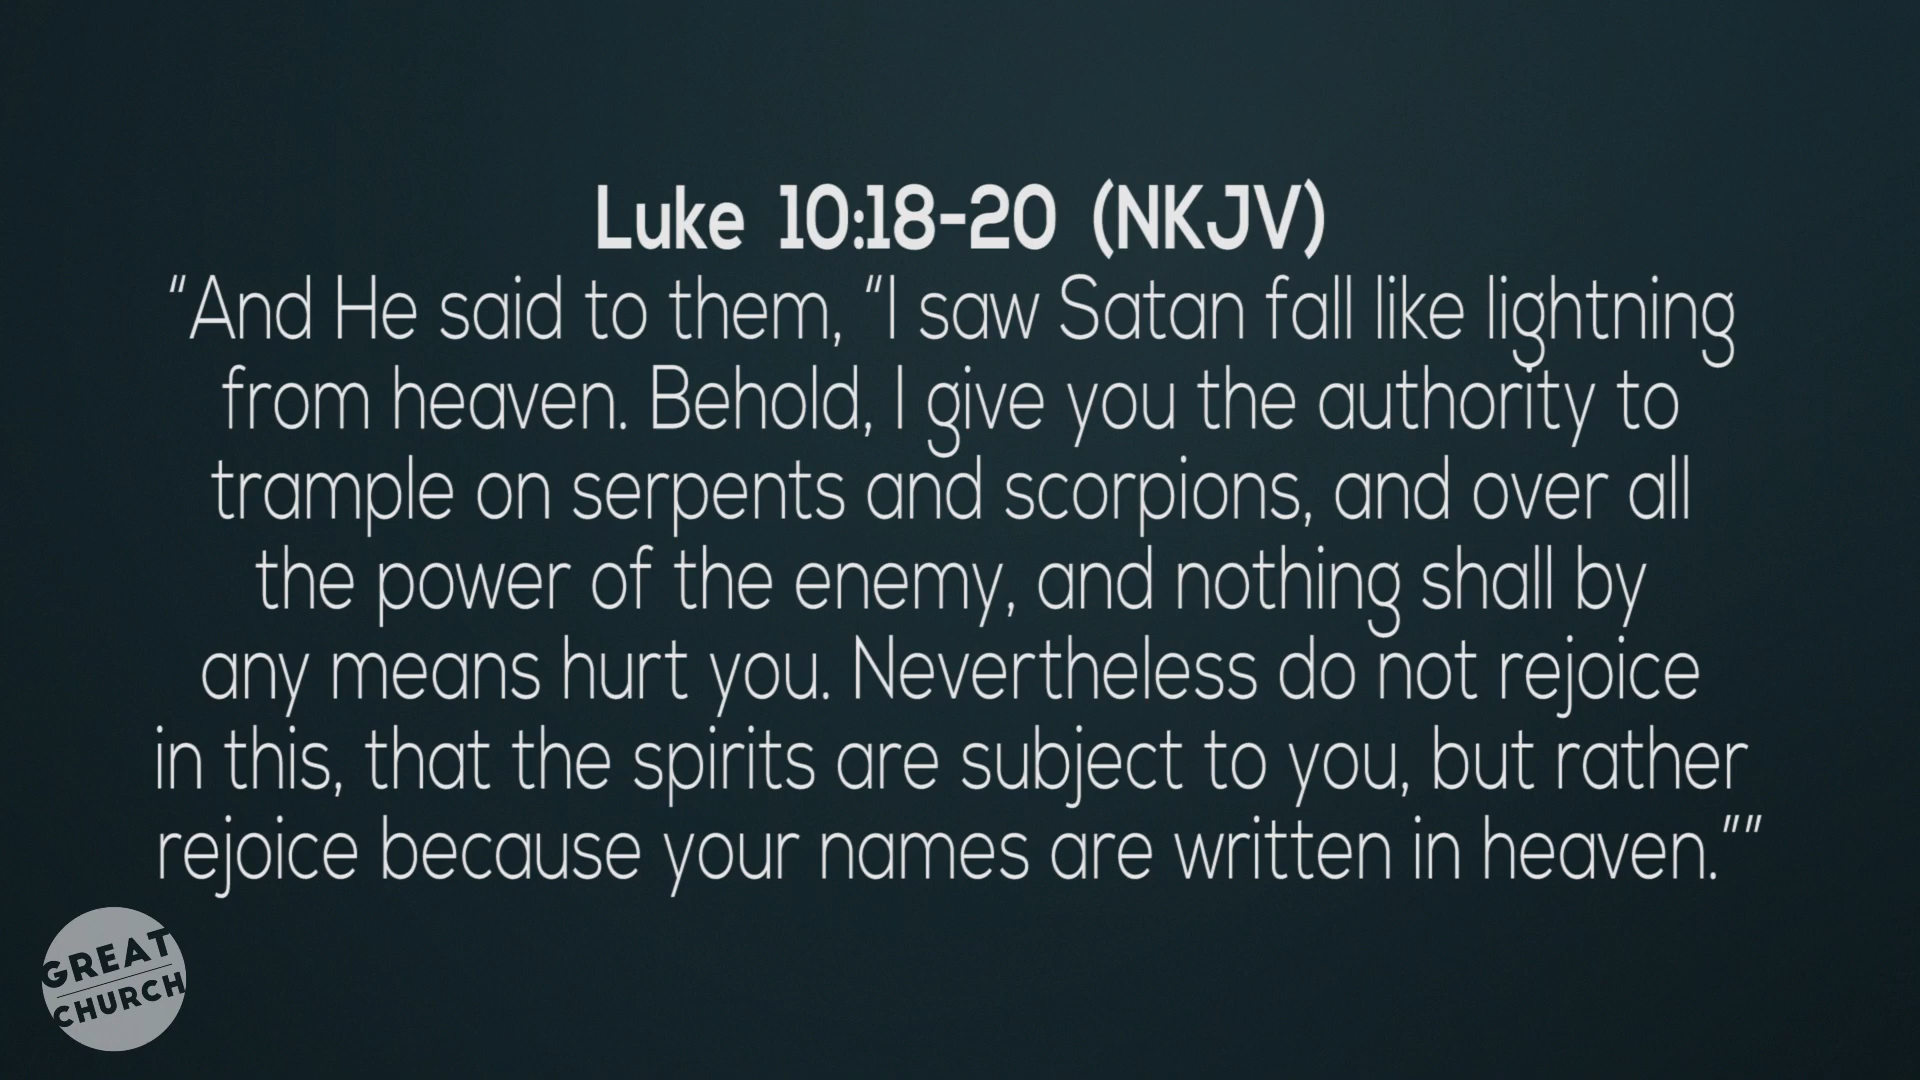 Luke 10:18-20 (NKJV)
“And He said to them, “I saw Satan fall like lightning
from heaven. Behold, I give you the authority to
trample on serpents and scorpions, and over all
the power of the enemy, and nothing shall by
any means hurt you. Nevertheless do not rejoice
in this, that the spirits are subject to you, but rather
rejoice because your names are written in heaven.””
GREAT
CHURCH